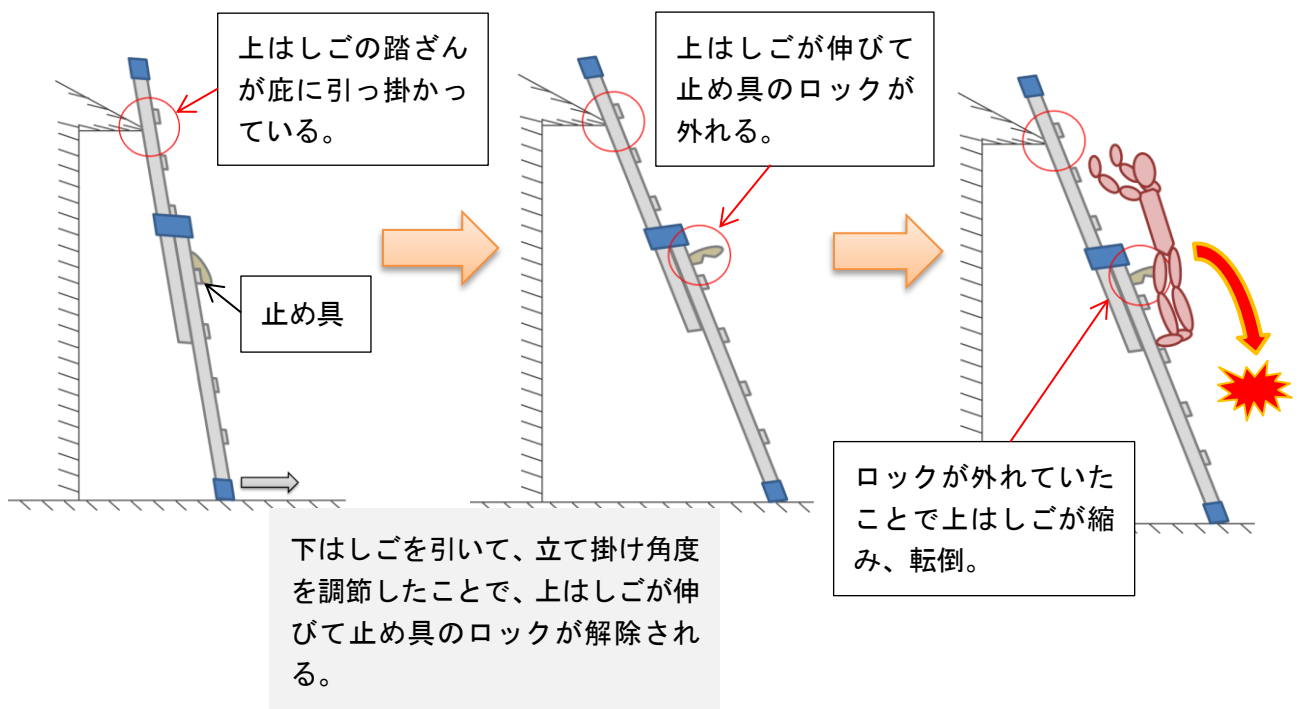 上はしごの踏ざん
が庇に引っ掛かっ
ている。
止め具
下はしごを引いて、立て掛け角度
を調節したことで、上はしごが伸
びて止め具のロックが解除され
る。
上はしごが伸びて
止め具のロックが
外れる。
ロックが外れていた
ことで上はしごが縮
み、転倒。